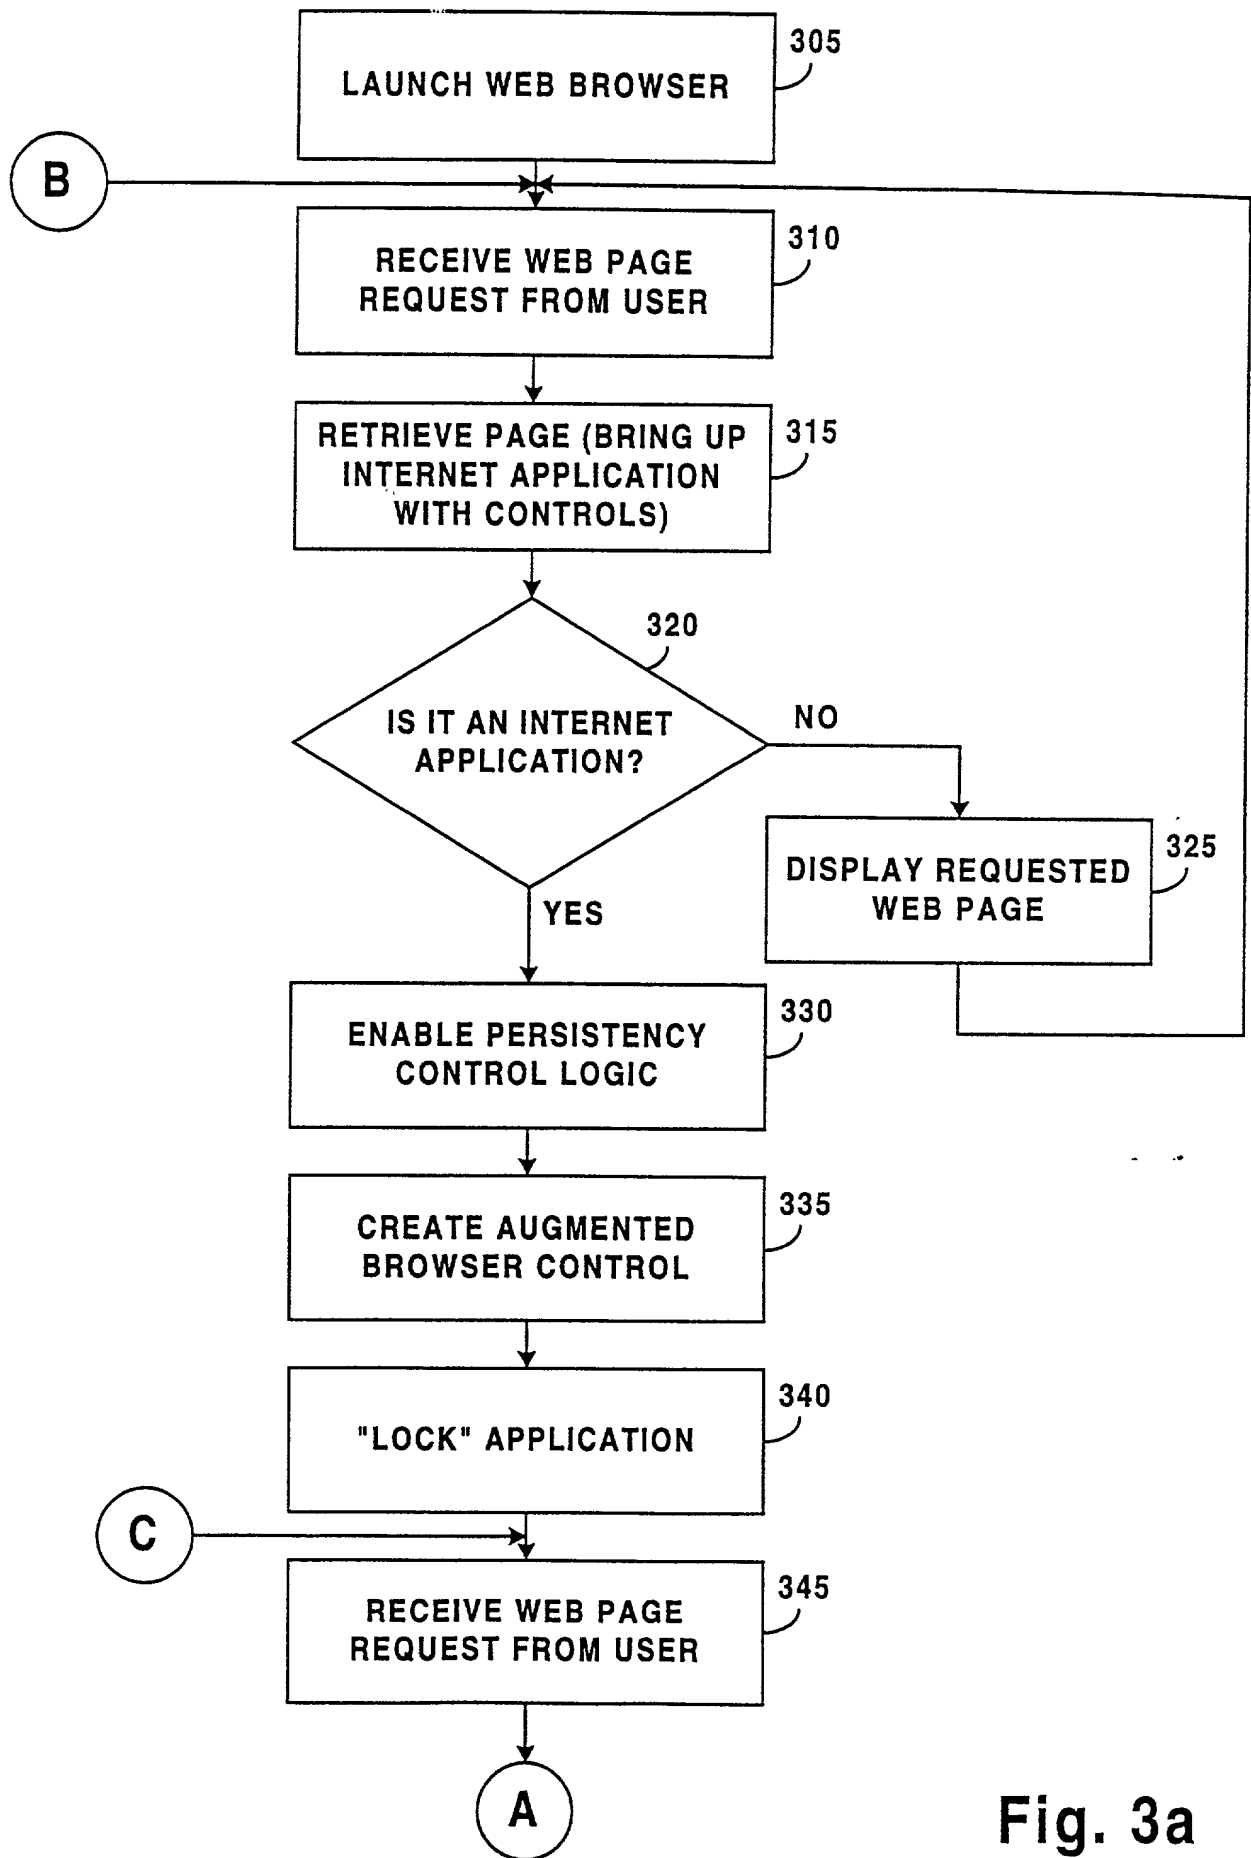 305
LAUNCH WEB BROWSER
B
310
RECEIVE WEB PAGE
REQUEST FROM USER
315
RETRIEVE PAGE (BRING UP
INTERNET APPLICATION
WITH CONTROLS)
320
IS IT AN INTERNET
APPLICATION?
NO
325
DISPLAY REQUESTED
WEB PAGE
YES
330
ENABLE PERSISTENCY
CONTROL LOGIC
335
CREATE AUGMENTED
BROWSER CONTROL
340
"LOCK" APPLICATION
C
345
RECEIVE WEB PAGE
REQUEST FROM USER
A
Fig. 3a